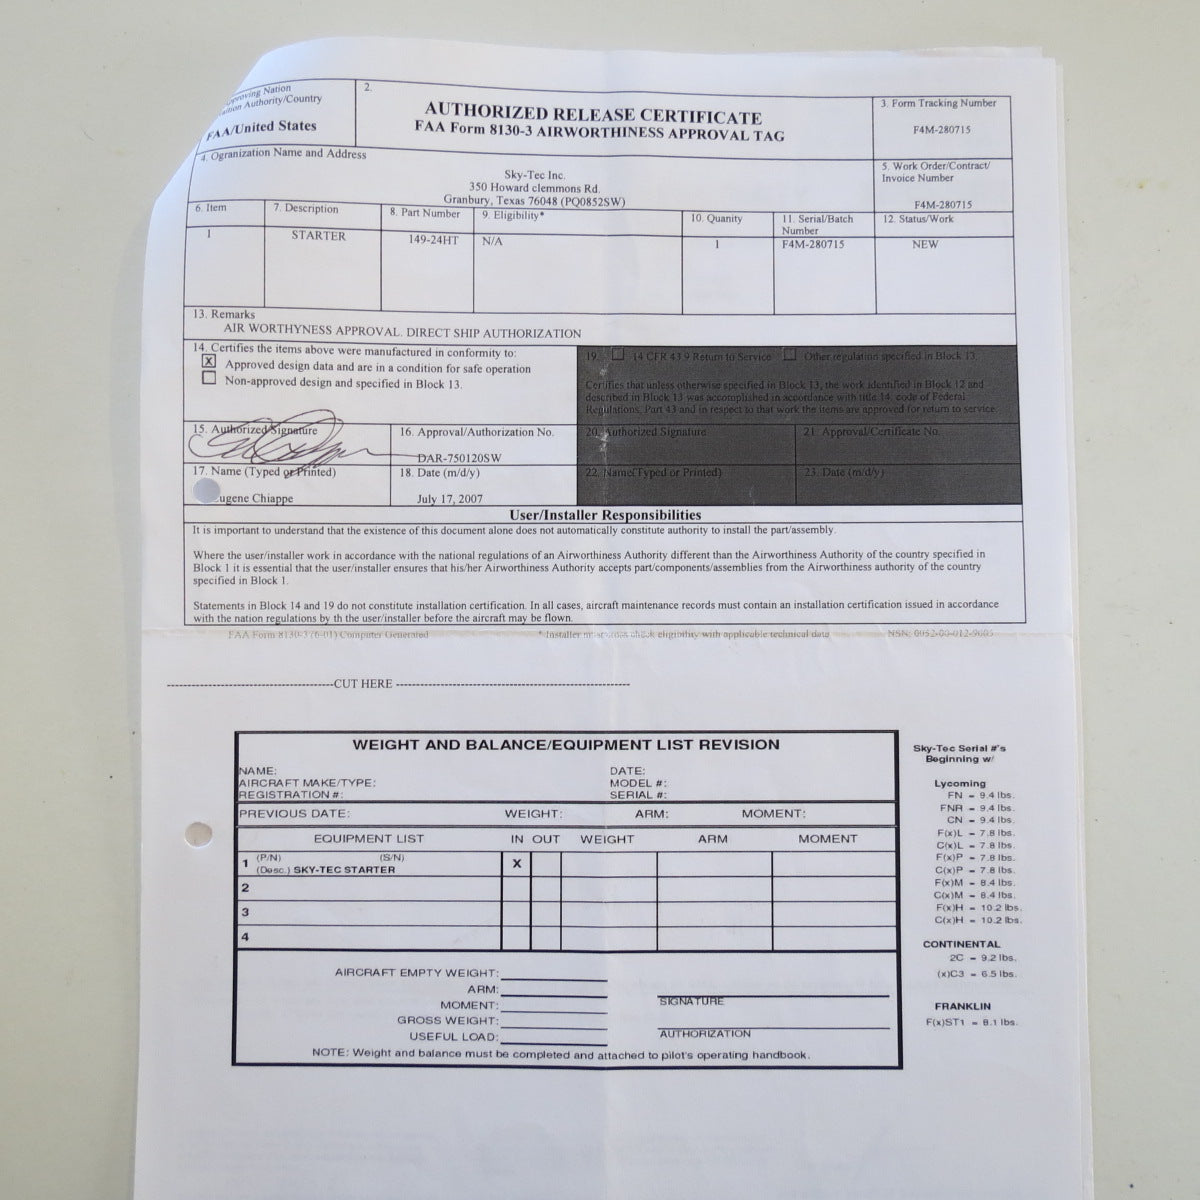 Approving Nation
Aviation Authority/Country
FAA/United States
2.
AUTHORIZED RELEASE CERTIFICATE
FAA Form 8130-3 AIRWORTHINESS APPROVAL TAG
3. Form Tracking Number
F4M-280715
4. Ogranization Name and Address
Sky-Tec Inc.
350 Howard clemmons Rd.
Granbury, Texas 76048 (PQ0852SW)
5. Work Order/Contract/
Invoice Number
F4M-280715
6. Item 7. Description 8. Part Number 9. Eligibility* 10. Quanity 11. Serial/Batch Number 12. Status/Work
1 STARTER 149-24HT N/A 1 F4M-280715 NEW
13. Remarks
AIR WORTHYNESS APPROVAL. DIRECT SHIP AUTHORIZATION
14. Certifies the items above were manufactured in conformity to:
X Approved design data and are in a condition for safe operation
Non-approved design and specified in Block 13.
19. 14 CFR 43.9 Return to Service Other regulation specified in Block 13.
Certifies that unless otherwise specified in Block 13, the work identified in Block 12 and
described in Block 13 was accomplished in accordance with title 14, code of Federal
Regulations, Part 43 and in respect to that work the items are approved for return to service.
15. Authorized Signature
16. Approval/Authorization No.
DAR-750120SW
20. Authorized Signature
21. Approval/Certificate No.
17. Name (Typed or Printed)
ugene Chiappe
18. Date (m/d/y)
July 17, 2007
22. Name(Typed or Printed)
23. Date (m/d/y)
User/Installer Responsibilities
It is important to understand that the existence of this document alone does not automatically constitute authority to install the part/assembly.
Where the user/installer work in accordance with the national regulations of an Airworthiness Authority different than the Airworthiness Authority of the country specified in
Block 1 it is essential that the user/installer ensures that his/her Airworthiness Authority accepts part/components/assemblies from the Airworthiness authority of the country
specified in Block 1.
Statements in Block 14 and 19 do not constitute installation certification. In all cases, aircraft maintenance records must contain an installation certification issued in accordance
with the nation regulations by th the user/installer before the aircraft may be flown.
FAA Form 8130-3 (6-01) Computer Generated * Installer must cross check eligibility with applicable technical data NSN: 0052-00-012-9005
CUT HERE
WEIGHT AND BALANCE/EQUIPMENT LIST REVISION
NAME: DATE:
AIRCRAFT MAKE/TYPE: MODEL #:
REGISTRATION #: SERIAL #:
PREVIOUS DATE: WEIGHT: ARM: MOMENT:
EQUIPMENT LIST IN OUT WEIGHT ARM MOMENT
1 (P/N) (S/N)
(Desc.) SKY-TEC STARTER X
2
3
4
AIRCRAFT EMPTY WEIGHT:
ARM:
MOMENT:
GROSS WEIGHT:
USEFUL LOAD:
SIGNATURE
AUTHORIZATION
NOTE: Weight and balance must be completed and attached to pilot's operating handbook.
Sky-Tec Serial #'s
Beginning w/
Lycoming
FN = 9.4 lbs.
FNR = 9.4 lbs.
CN = 9.4 lbs.
F(x)L = 7.8 lbs.
C(x)L = 7.8 lbs.
F(x)P = 7.8 lbs.
C(x)P = 7.8 lbs.
F(x)M = 8.4 lbs.
C(x)M = 8.4 lbs.
F(x)H = 10.2 lbs.
C(x)H = 10.2 lbs.
CONTINENTAL
2C = 9.2 lbs.
(x)C3 = 6.5 lbs.
FRANKLIN
F(x)ST1 = 8.1 lbs.